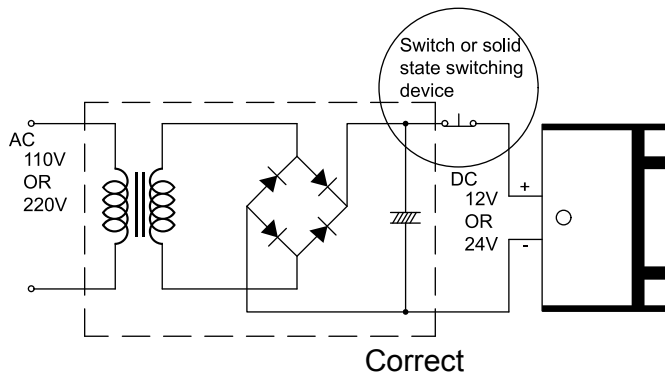 Switch or solid
state switching
device
AC
110V
OR
220V
DC
12V
OR
24V
+
-
Correct